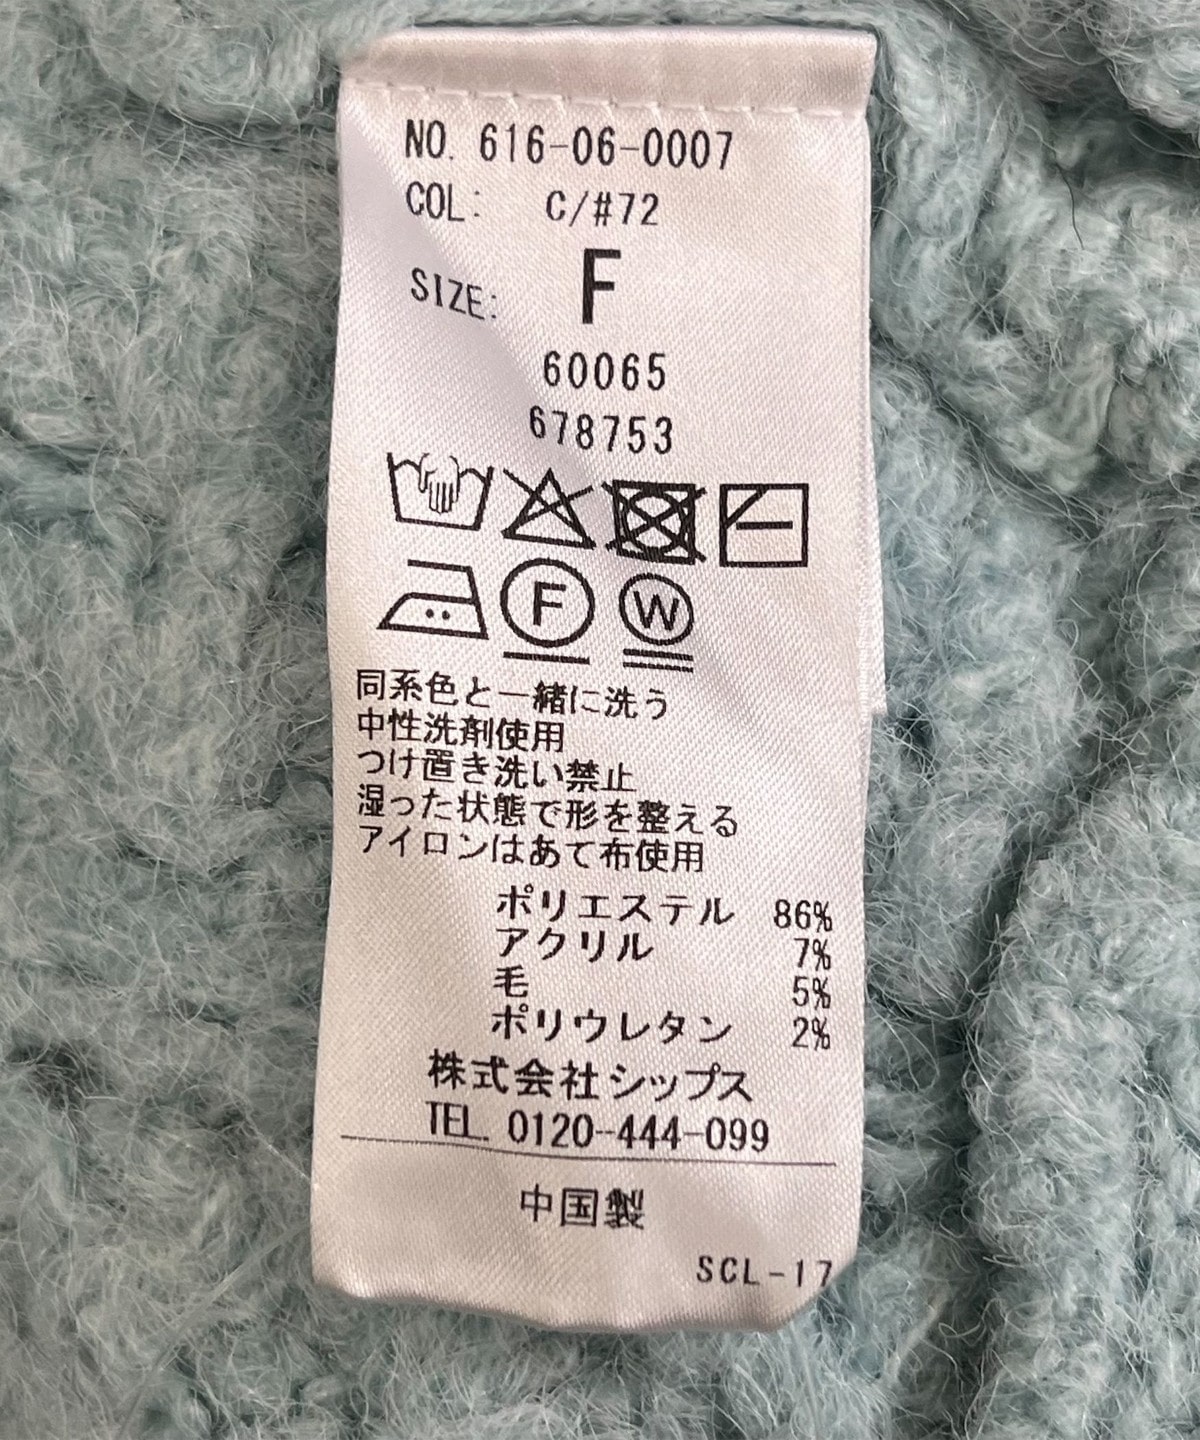 NO. 616-06-0007
COL: C/#72
SIZE: F
60065
678753
F W
同系色と一緒に洗う
中性洗剤使用
つけ置き洗い禁止
湿った状態で形を整える
アイロンはあて布使用
ポリエステル 86%
アクリル 7%
毛 5%
ポリウレタン 2%
株式会社シップス
TEL. 0120-444-099
中国製
SCL-17